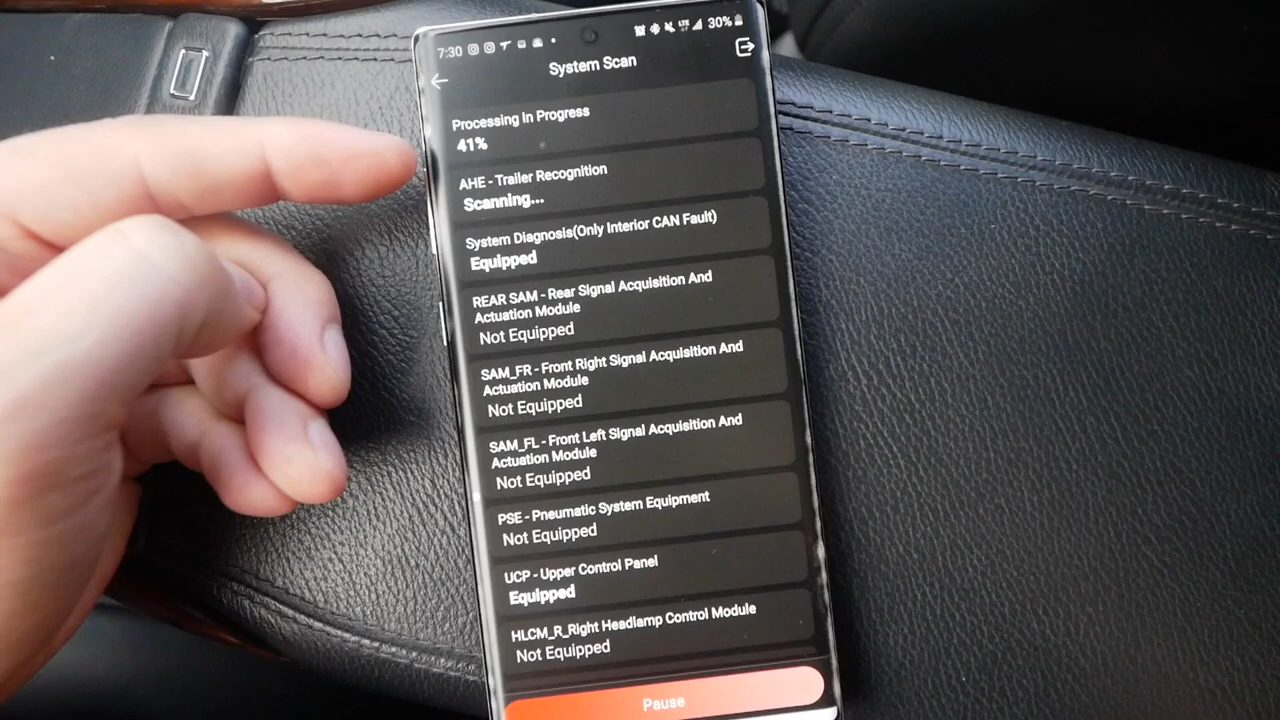 7:30 LTE 30%
System Scan
Processing In Progress
41%
AHE - Trailer Recognition
Scanning...
System Diagnosis(Only Interior CAN Fault)
Equipped
REAR SAM - Rear Signal Acquisition And
Actuation Module
Not Equipped
SAM_FR - Front Right Signal Acquisition And
Actuation Module
Not Equipped
SAM_FL - Front Left Signal Acquisition And
Actuation Module
Not Equipped
PSE - Pneumatic System Equipment
Not Equipped
UCP - Upper Control Panel
Equipped
HLCM_R_Right Headlamp Control Module
Not Equipped
Pause